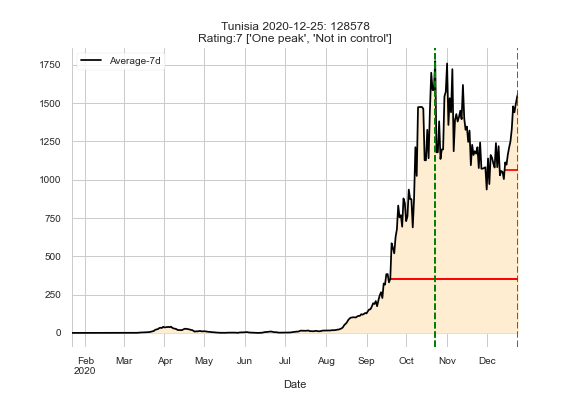 Tunisia 2020-12-25: 128578
Rating:7 ['One peak', 'Not in control']
Average-7d
1750
1500
1250
1000
750
500
250
0
Feb Mar Apr May Jun Jul Aug Sep Oct Nov Dec
2020
Date